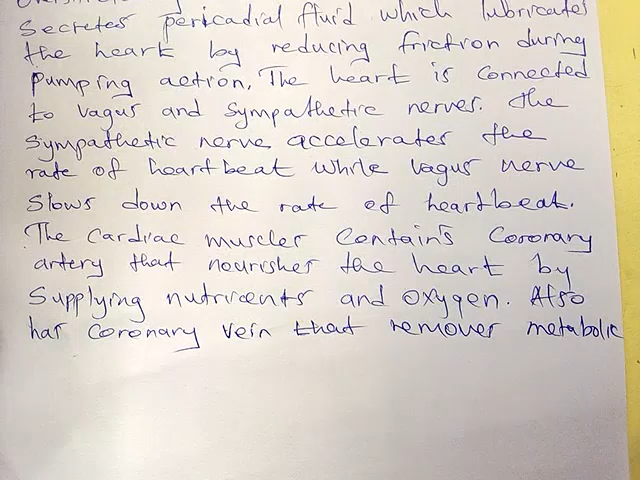 Secretes pericadial fluid which lubricates
the heart by reducing friction during
pumping action. The heart is connected
to vagus and sympathetic nerves. The
sympathetic nerve accelerates the
rate of heartbeat while vagus nerve
slows down the rate of heartbeat.
The cardiac muscles contains coronary
artery that nourishes the heart by
supplying nutrients and oxygen. Also
has coronary vein that removes metabolic